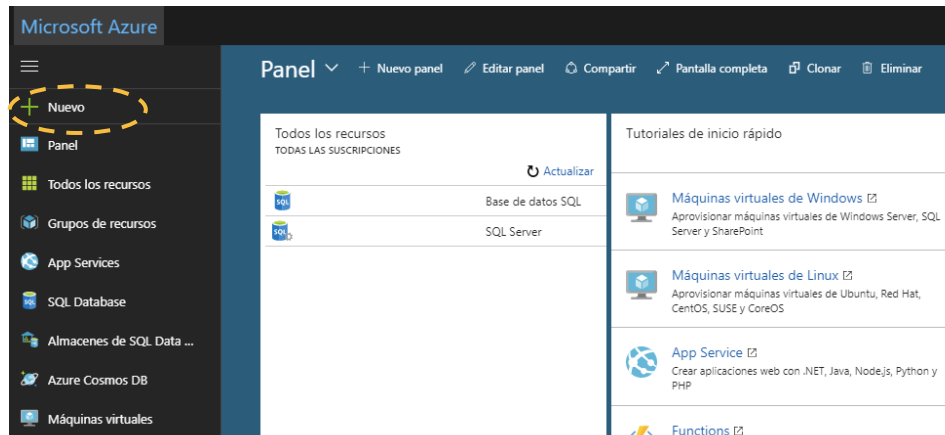 Microsoft Azure
Nuevo
Panel
Todos los recursos
Grupos de recursos
App Services
SQL Database
Almacenes de SQL Data ...
Azure Cosmos DB
Máquinas virtuales
Panel
Nuevo panel
Editar panel
Compartir
Pantalla completa
Clonar
Eliminar
Todos los recursos
TODAS LAS SUSCRIPCIONES
Actualizar
SQL Base de datos SQL
SQL SQL Server
Tutoriales de inicio rápido
Máquinas virtuales de Windows
Aprovisionar máquinas virtuales de Windows Server, SQL
Server y SharePoint
Máquinas virtuales de Linux
Aprovisionar máquinas virtuales de Ubuntu, Red Hat,
CentOS, SUSE y CoreOS
App Service
Crear aplicaciones web con .NET, Java, Node.js, Python y
PHP
Functions